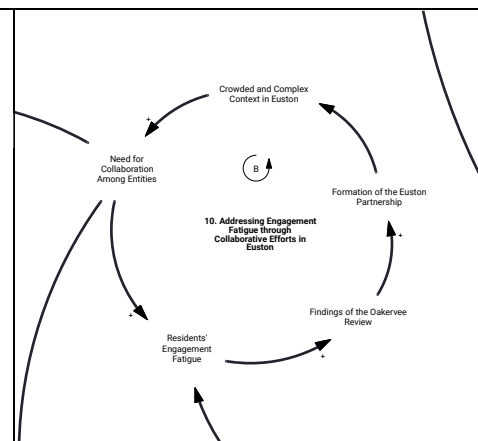 Crowded and Complex
Context in Euston
+
Need for
Collaboration
Among Entities
B
Formation of the Euston
Partnership
10. Addressing Engagement
Fatigue through
Collaborative Efforts in
Euston
+
Findings of the Oakervee
Review
+
Residents'
Engagement
Fatigue
+